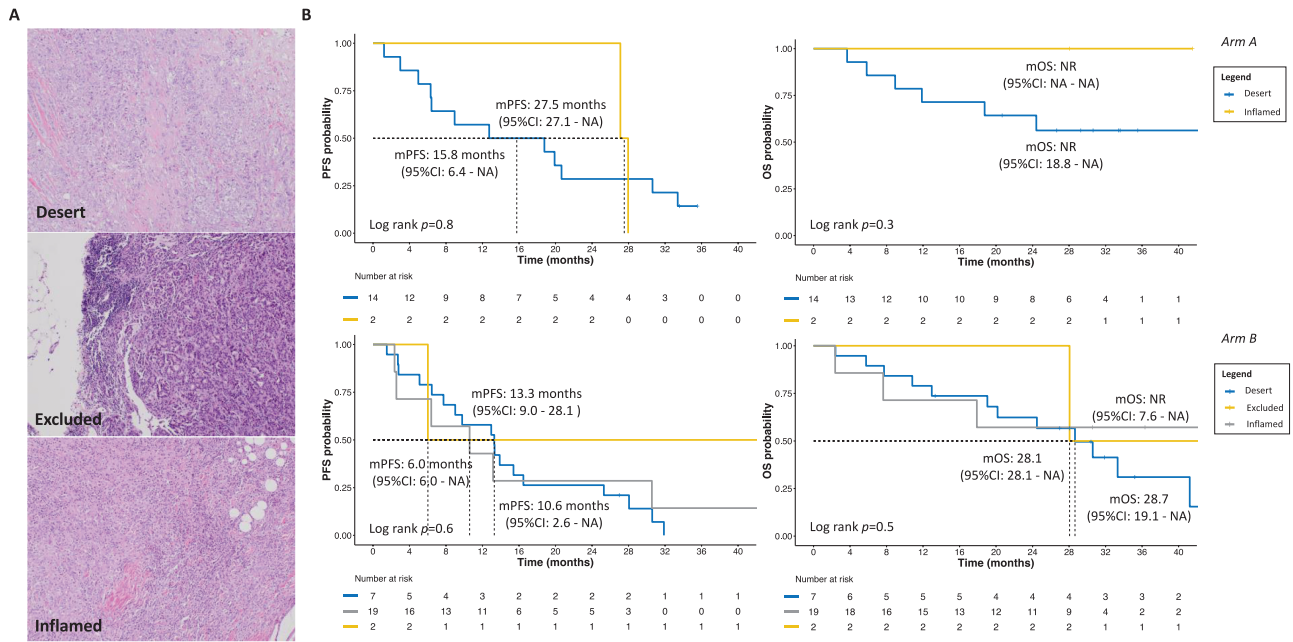 A
B
Desert
Excluded
Inflamed
Arm A
Legend
Desert
Inflamed
PFS probability
1.00
0.75
0.50
0.25
0.00
mPFS: 27.5 months
(95%CI: 27.1 - NA)
mPFS: 15.8 months
(95%CI: 6.4 - NA)
Log rank p=0.8
0 4 8 12 16 20 24 28 32 36 40
Time (months)
Number at risk
14 12 9 8 7 5 4 4 3 0 0
2 2 2 2 2 2 2 0 0 0 0
OS probability
1.00
0.75
0.50
0.25
0.00
mOS: NR
(95%CI: NA - NA)
mOS: NR
(95%CI: 18.8 - NA)
Log rank p=0.3
0 4 8 12 16 20 24 28 32 36 40
Time (months)
Number at risk
14 13 12 10 10 9 8 6 4 1 1
2 2 2 2 2 2 2 2 1 1 1
Arm B
Legend
Desert
Excluded
Inflamed
PFS probability
1.00
0.75
0.50
0.25
0.00
mPFS: 13.3 months
(95%CI: 9.0 - 28.1 )
mPFS: 6.0 months
(95%CI: 6.0 - NA)
mPFS: 10.6 months
(95%CI: 2.6 - NA)
Log rank p=0.6
0 4 8 12 16 20 24 28 32 36 40
Time (months)
Number at risk
7 5 4 3 2 2 2 2 1 1 1
19 16 13 11 6 5 5 3 0 0 0
2 2 1 1 1 1 1 1 1 1 1
OS probability
1.00
0.75
0.50
0.25
0.00
mOS: NR
(95%CI: 7.6 - NA)
mOS: 28.1
(95%CI: 28.1 - NA)
mOS: 28.7
(95%CI: 19.1 - NA)
Log rank p=0.5
0 4 8 12 16 20 24 28 32 36 40
Time (months)
Number at risk
7 6 5 5 5 4 4 4 3 3 2
19 18 16 15 13 12 11 9 4 2 2
2 2 2 2 2 2 2 2 1 1 1